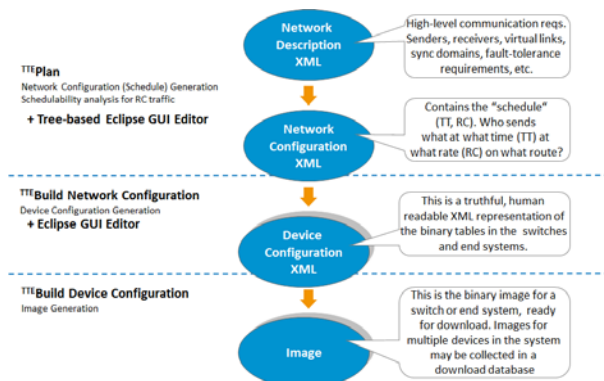 Network
Description
XML
High-level communication reqs.
Senders, receivers, virtual links,
sync domains, fault-tolerance
requirements, etc.
TTEPlan
Network Configuration (Schedule) Generation
Schedulability analysis for RC traffic
+ Tree-based Eclipse GUI Editor
Network
Configuration
XML
Contains the "schedule"
(TT, RC). Who sends
what at what time (TT) at
what rate (RC) on what route?
TTEBuild Network Configuration
Device Configuration Generation
+ Eclipse GUI Editor
Device
Configuration
XML
This is a truthful, human
readable XML representation of
the binary tables in the switches
and end systems.
TTEBuild Device Configuration
Image Generation
Image
This is the binary image for a
switch or end system, ready
for download. Images for
multiple devices in the system
may be collected in a
download database